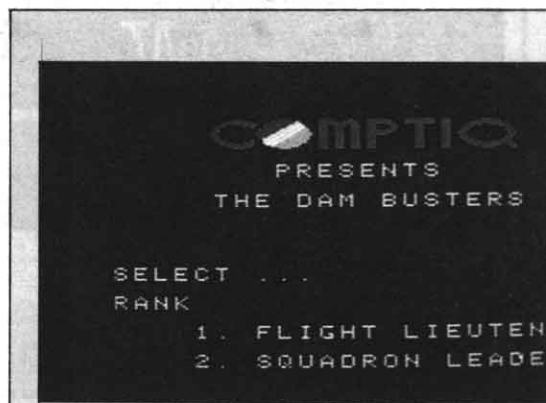 COMPTIQ
PRESENTS
THE DAM BUSTERS
SELECT ...
RANK
1. FLIGHT LIEUTEN
2. SQUADRON LEADE